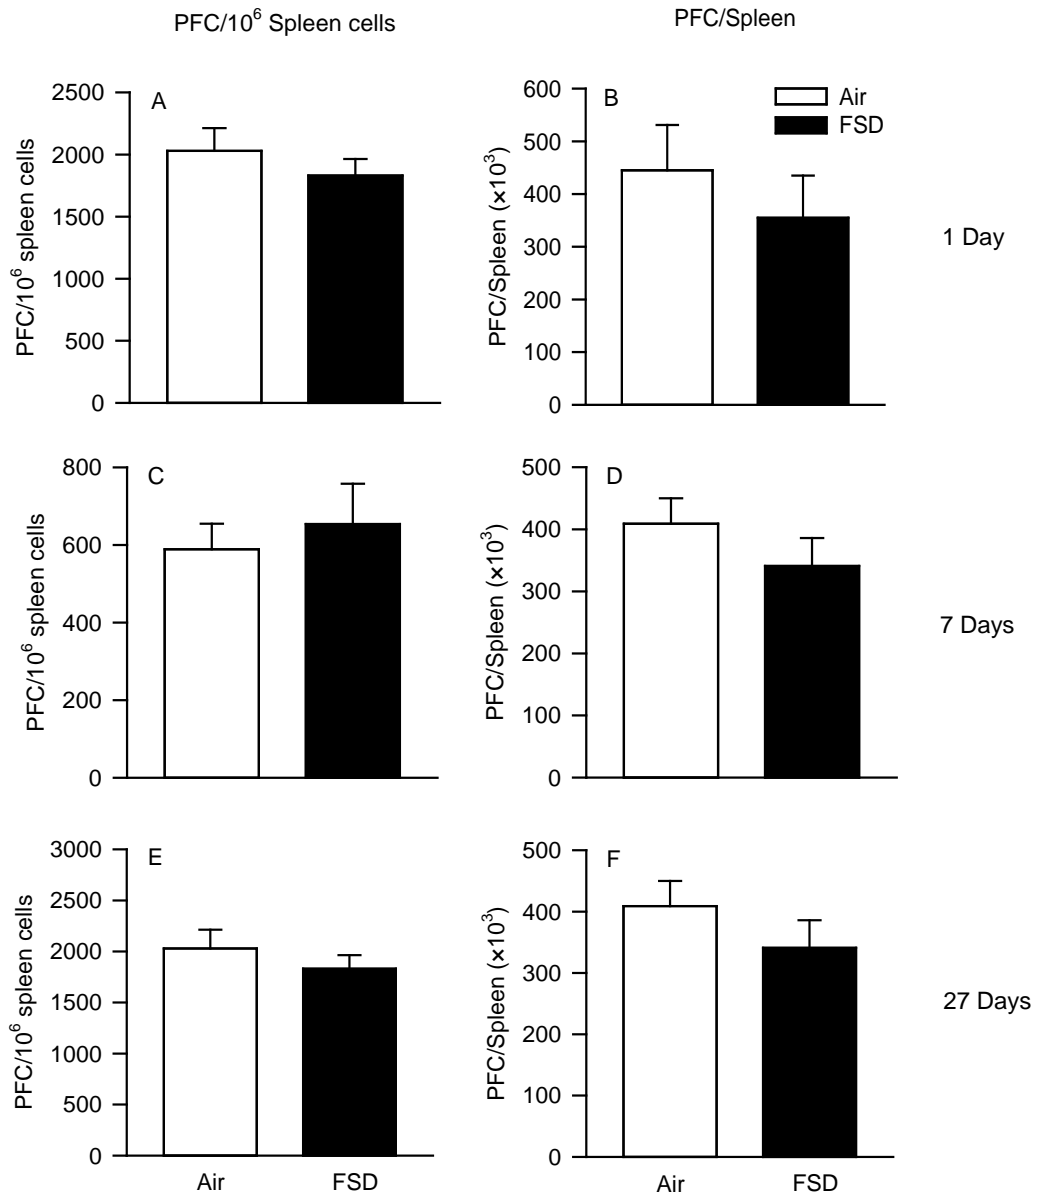 PFC/10⁶ Spleen cells
PFC/Spleen
A
PFC/10⁶ spleen cells
2500
2000
1500
1000
500
0
B
Air
FSD
PFC/Spleen (×10³)
600
500
400
300
200
100
0
1 Day
C
PFC/10⁶ spleen cells
800
600
400
200
0
D
PFC/Spleen (×10³)
500
400
300
200
100
0
7 Days
E
PFC/10⁶ spleen cells
3000
2500
2000
1500
1000
500
0
Air
FSD
F
PFC/Spleen (×10³)
500
400
300
200
100
0
Air
FSD
27 Days